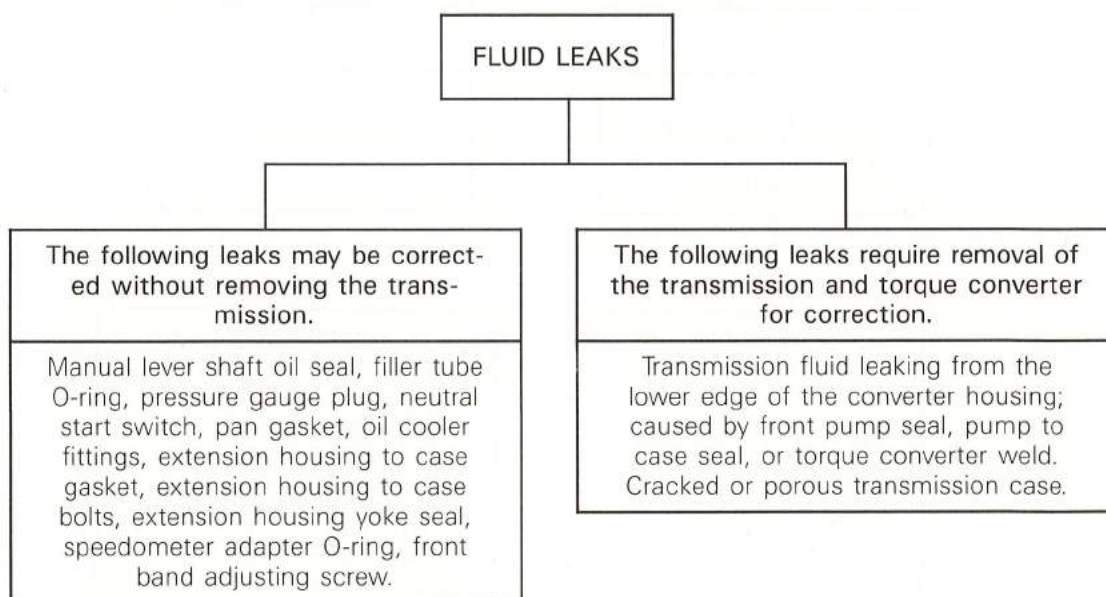 FLUID LEAKS
The following leaks may be correct-
ed without removing the trans-
mission.
Manual lever shaft oil seal, filler tube
O-ring, pressure gauge plug, neutral
start switch, pan gasket, oil cooler
fittings, extension housing to case
gasket, extension housing to case
bolts, extension housing yoke seal,
speedometer adapter O-ring, front
band adjusting screw.
The following leaks require removal of
the transmission and torque converter
for correction.
Transmission fluid leaking from the
lower edge of the converter housing;
caused by front pump seal, pump to
case seal, or torque converter weld.
Cracked or porous transmission case.